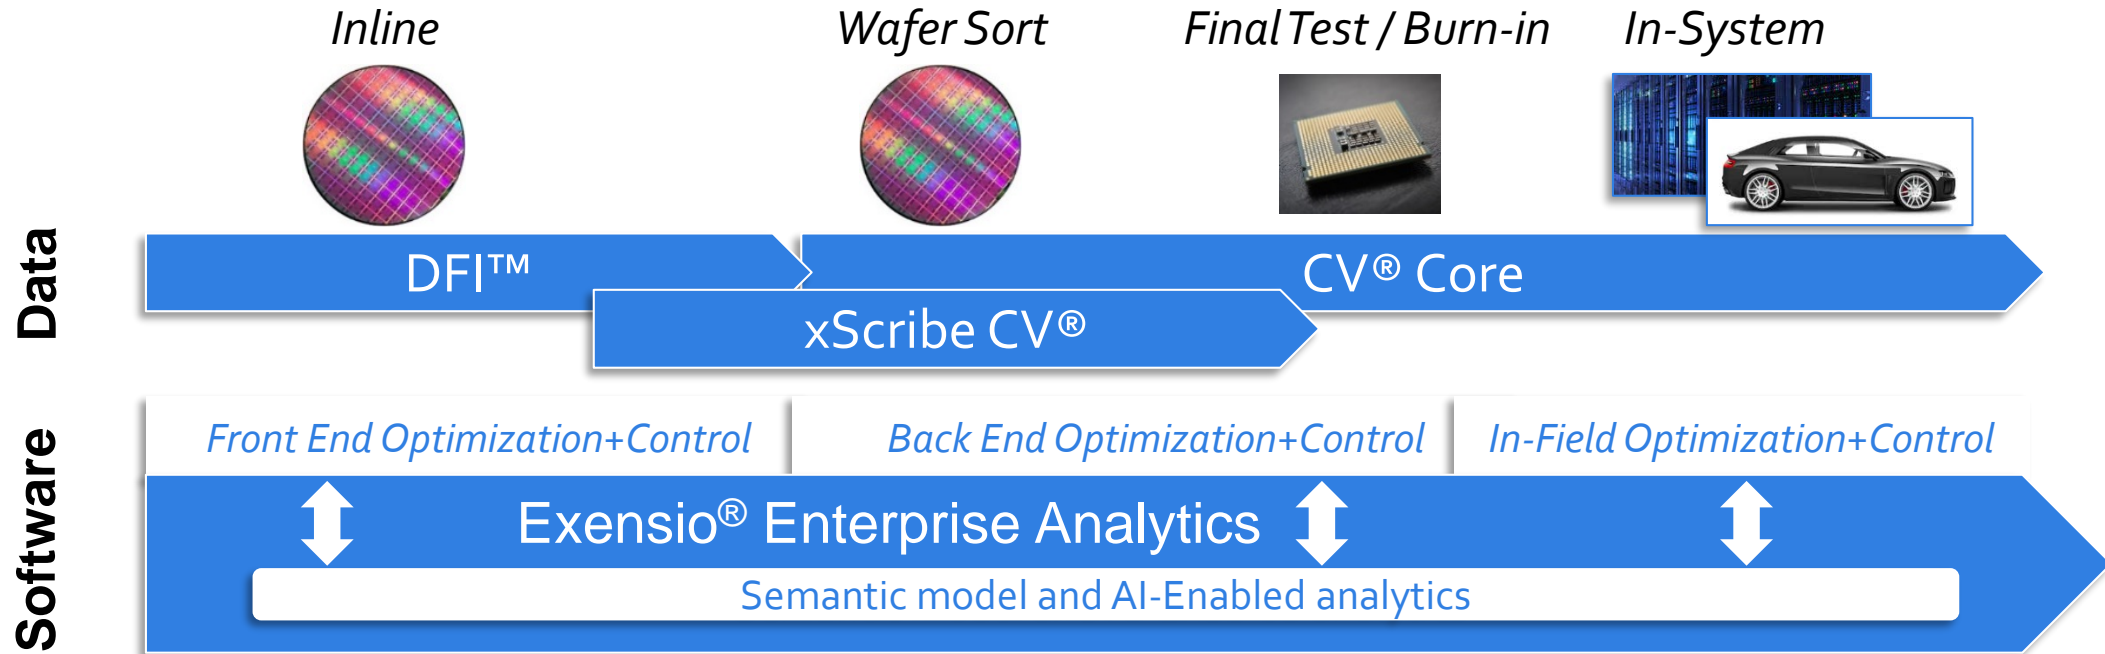 Inline
Wafer Sort
Final Test / Burn-in
In-System
Data
DFI™
CV® Core
xScribe CV®
Software
Front End Optimization+Control
Back End Optimization+Control
In-Field Optimization+Control
Exensio® Enterprise Analytics
Semantic model and AI-Enabled analytics